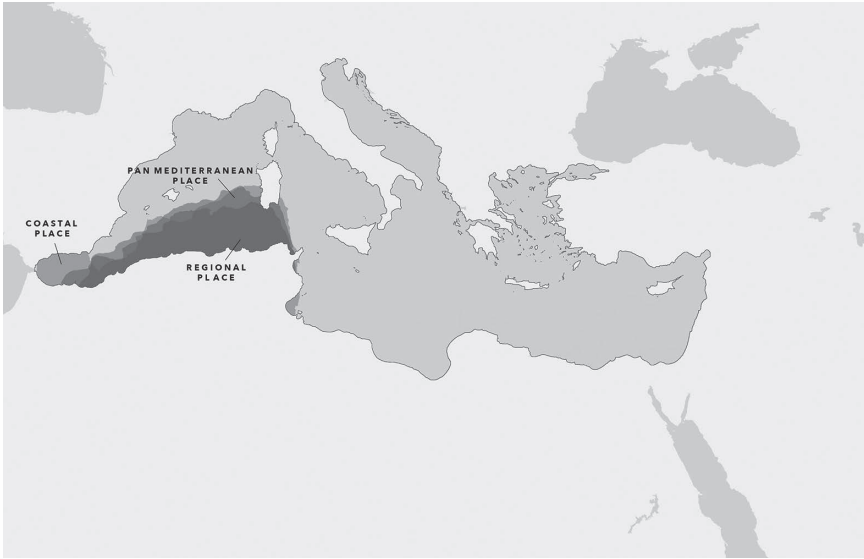 PAN MEDITERRANEAN
PLACE
COASTAL
PLACE
REGIONAL
PLACE